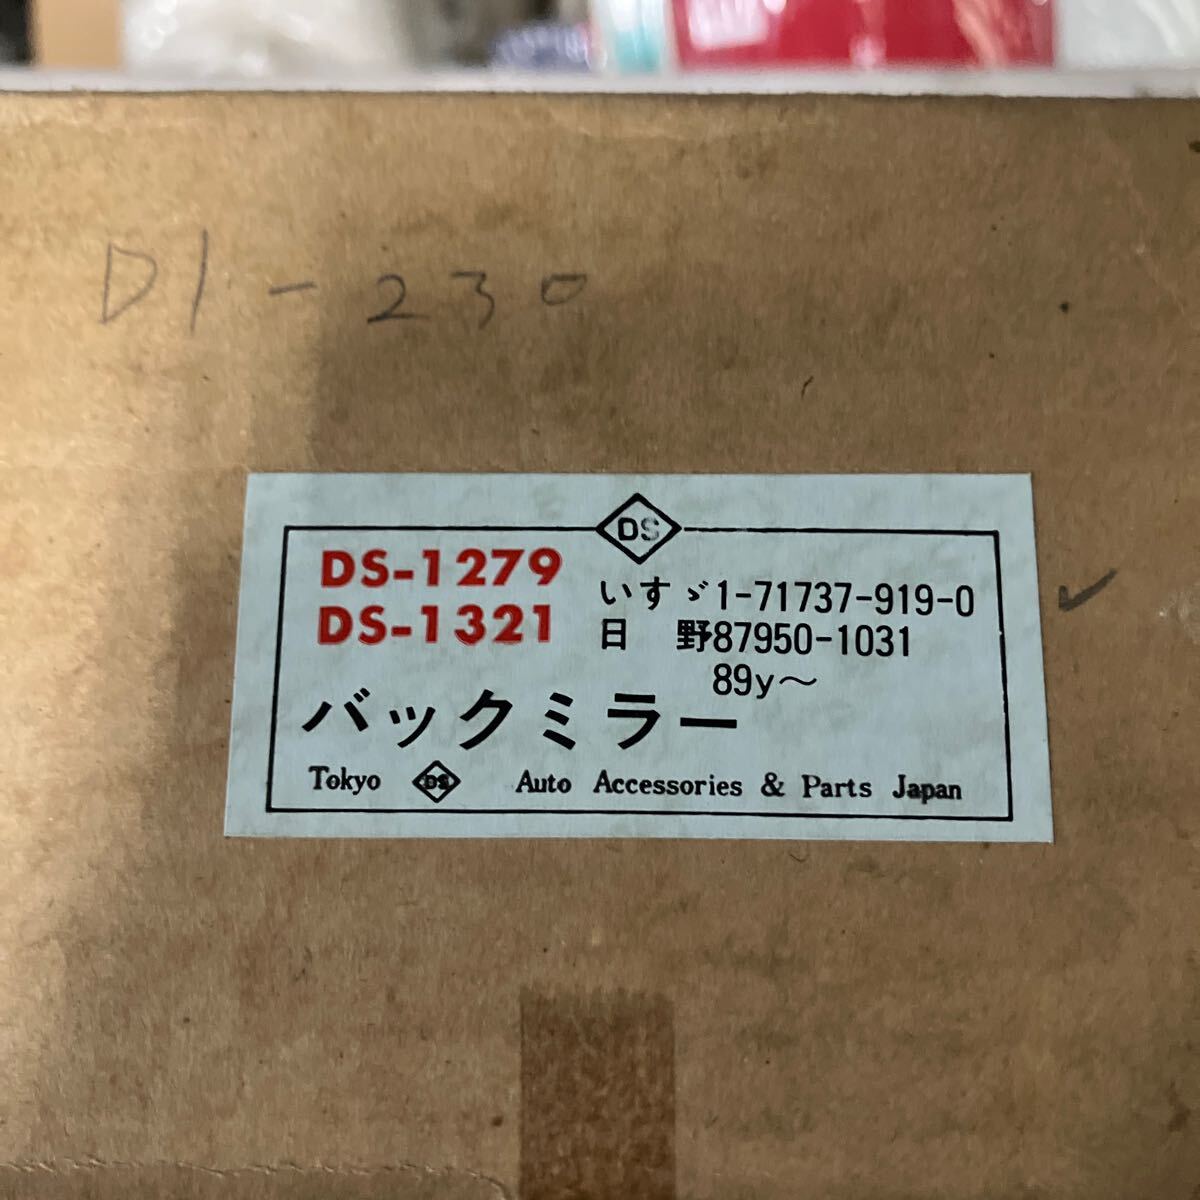 D1-230
DS
DS-1279
DS-1321
いすゞ1-71737-919-0
日 野87950-1031
89y～
バックミラー
Tokyo DS Auto Accessories & Parts Japan